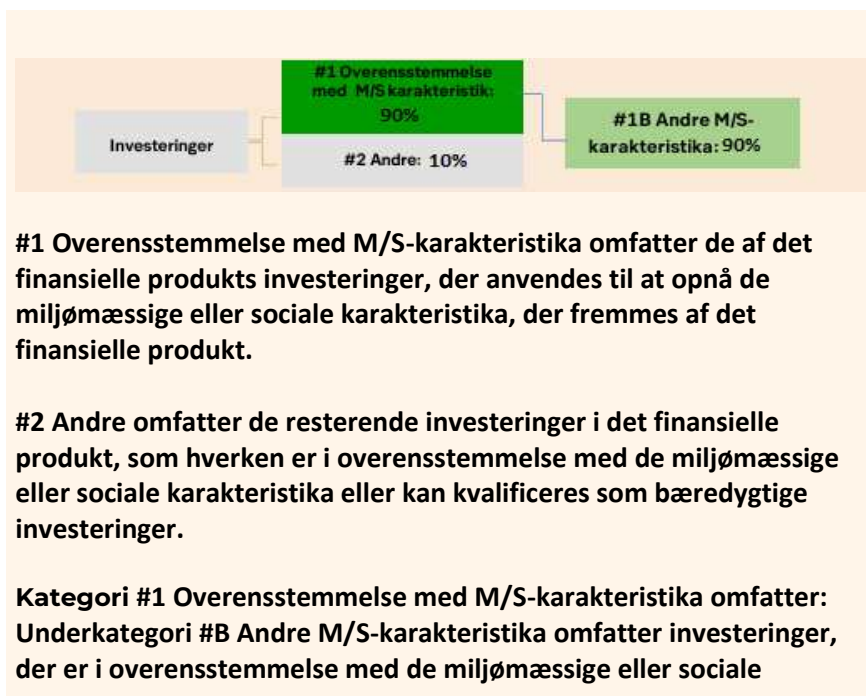 #1 Overensstemmelse
med M/S karakteristik:
90%
Investeringer
#2 Andre: 10%
#1B Andre M/S-
karakteristika: 90%
#1 Overensstemmelse med M/S-karakteristika omfatter de af det
finansielle produkts investeringer, der anvendes til at opnå de
miljømæssige eller sociale karakteristika, der fremmes af det
finansielle produkt.
#2 Andre omfatter de resterende investeringer i det finansielle
produkt, som hverken er i overensstemmelse med de miljømæssige
eller sociale karakteristika eller kan kvalificeres som bæredygtige
investeringer.
Kategori #1 Overensstemmelse med M/S-karakteristika omfatter:
Underkategori #B Andre M/S-karakteristika omfatter investeringer,
der er i overensstemmelse med de miljømæssige eller sociale